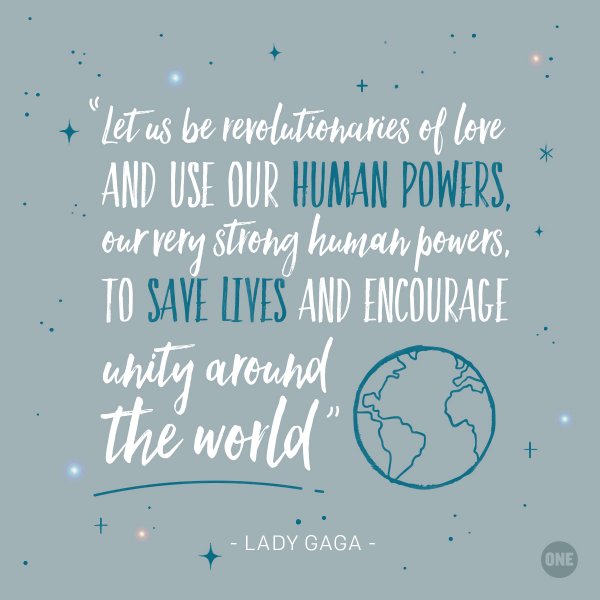 “Let us be revolutionaries of love
AND USE OUR HUMAN POWERS,
our very strong human powers,
TO SAVE LIVES AND ENCOURAGE
unity around
the world”
- LADY GAGA -
ONE